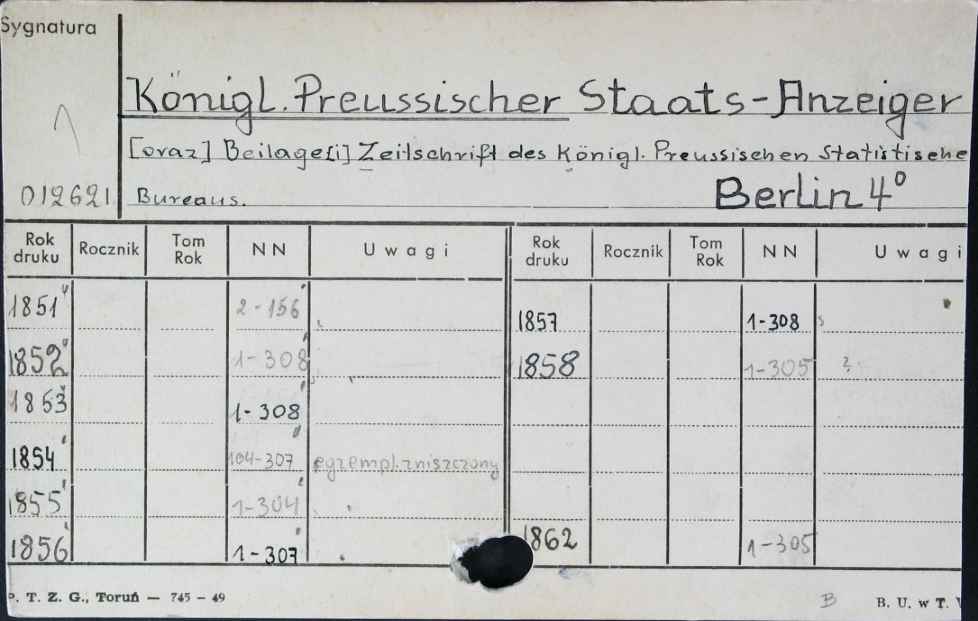 Sygnatura
Königl. Preussischer Staats-Anzeiger
[oraz] Beilage[i] Zeitschrift des Königl. Preussischen Statistische
012621 Bureaus. Berlin 4°
Rok druku Rocznik Tom Rok NN Uwagi Rok druku Rocznik Tom Rok NN Uwagi
1851 2-156 1857 1-308
1852 1-308 1858 1-305 ?
1853 1-308
1854 104-307 egzempl. zniszczony
1855 1-304
1856 1-307 1862 1-305
P. T. Z. G., Toruń — 745 – 49 B B. U. w T.